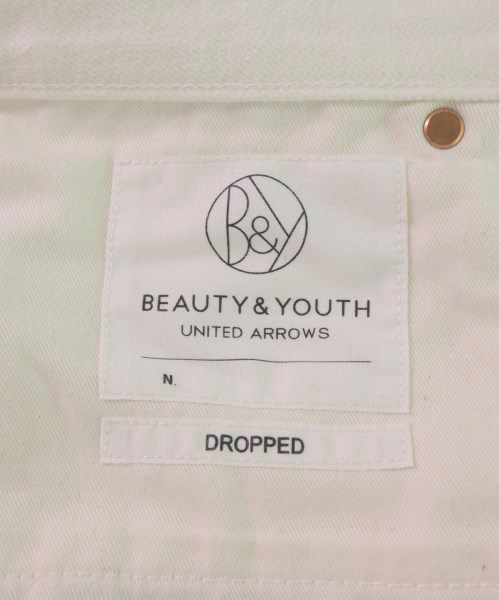 B&Y
BEAUTY & YOUTH
UNITED ARROWS
N.
DROPPED